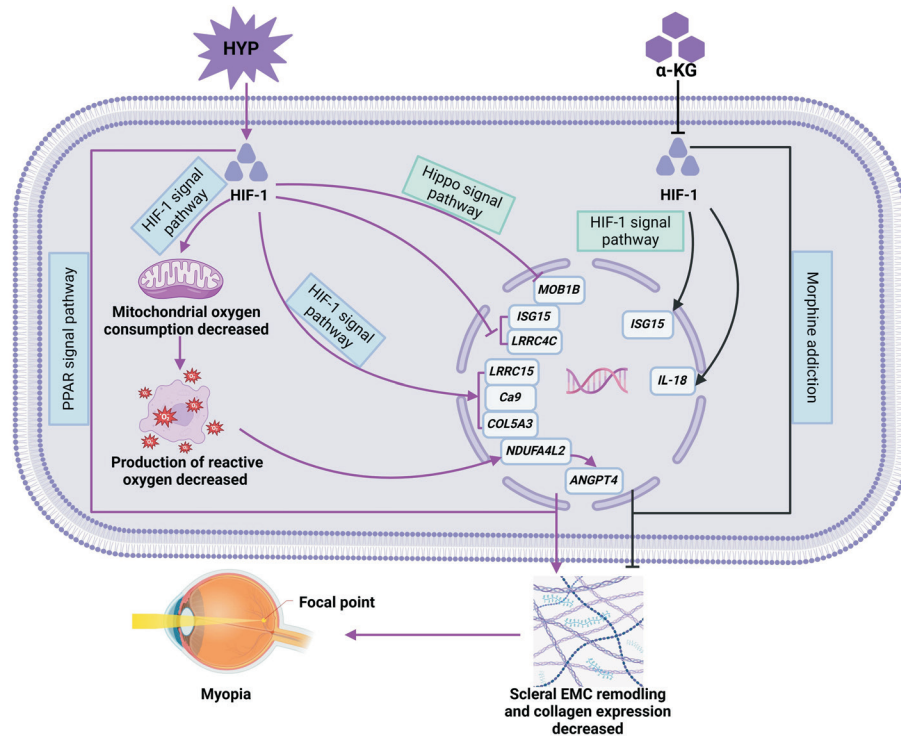 HYP
α-KG
HIF-1
HIF-1
HIF-1 signal
pathway
Hippo signal
pathway
HIF-1 signal
pathway
PPAR signal pathway
Mitochondrial oxygen
consumption decreased
HIF-1 signal
pathway
MOB1B
ISG15
LRRC4C
ISG15
LRRC15
Ca9
COL5A3
IL-18
Morphine addiction
O₂
Production of reactive
oxygen decreased
NDUFA4L2
ANGPT4
Focal point
Myopia
Scleral EMC remodling
and collagen expression
decreased